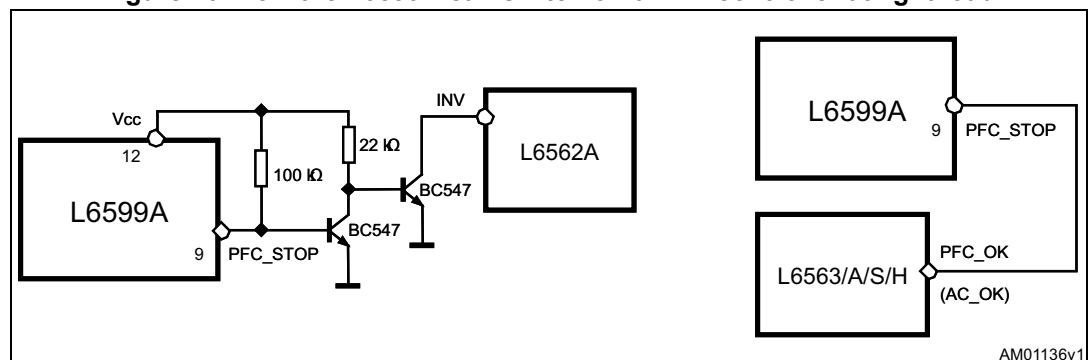 Vcc
12
L6599A
9
PFC_STOP
100 kΩ
22 kΩ
BC547
BC547
INV
L6562A
L6599A
9
PFC_STOP
L6563/A/S/H
PFC_OK
(AC_OK)
AM01136v1